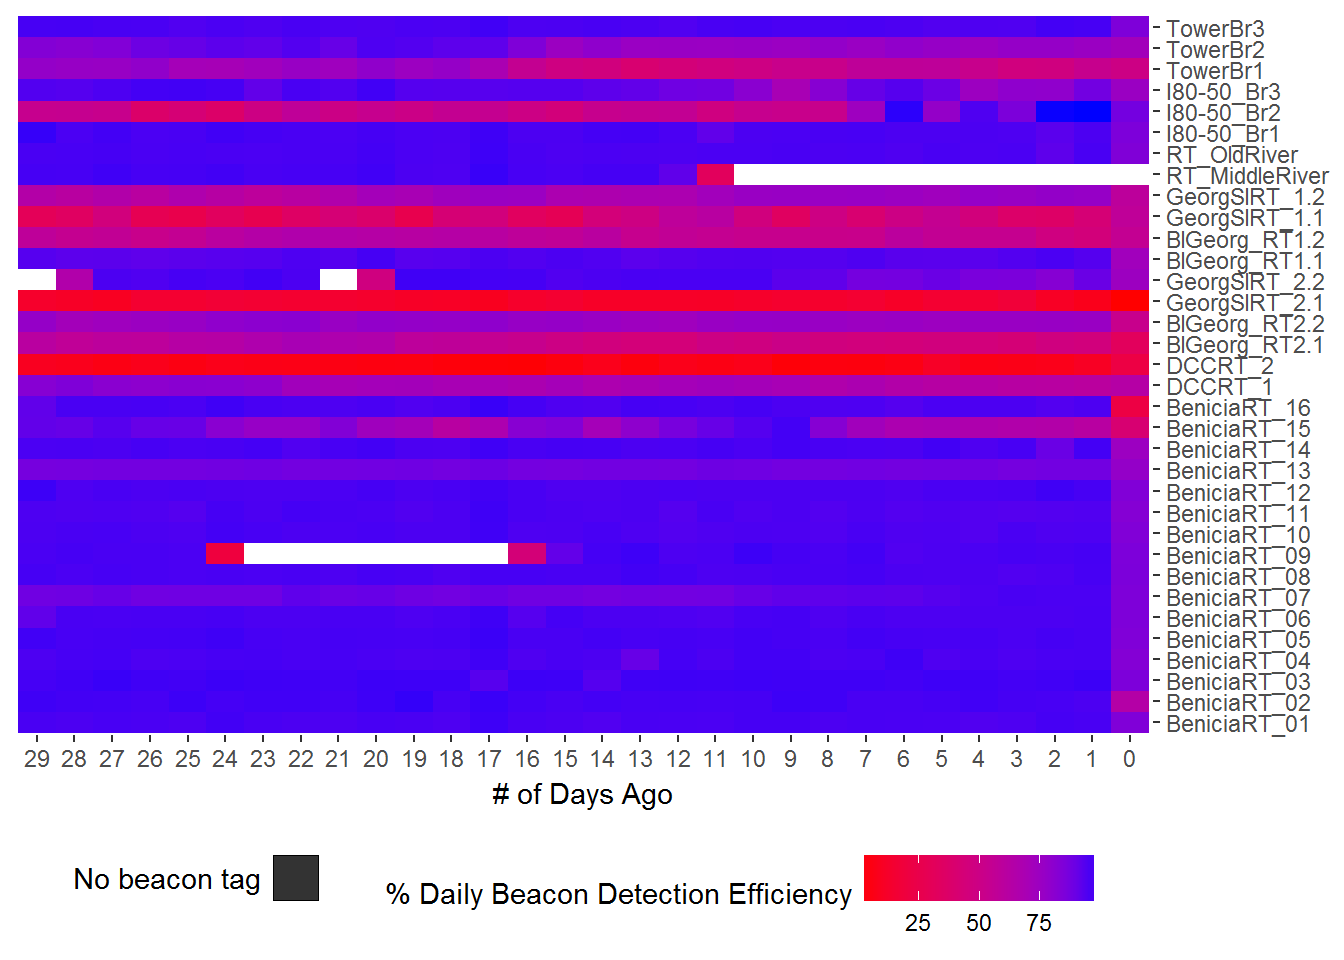 TowerBr3
TowerBr2
TowerBr1
I80-50_Br3
I80-50_Br2
I80-50_Br1
RT_OldRiver
RT_MiddleRiver
GeorgSlRT_1.2
GeorgSlRT_1.1
BlGeorg_RT1.2
BlGeorg_RT1.1
GeorgSlRT_2.2
GeorgSlRT_2.1
BlGeorg_RT2.2
BlGeorg_RT2.1
DCCRT_2
DCCRT_1
BeniciaRT_16
BeniciaRT_15
BeniciaRT_14
BeniciaRT_13
BeniciaRT_12
BeniciaRT_11
BeniciaRT_10
BeniciaRT_09
BeniciaRT_08
BeniciaRT_07
BeniciaRT_06
BeniciaRT_05
BeniciaRT_04
BeniciaRT_03
BeniciaRT_02
BeniciaRT_01
29 28 27 26 25 24 23 22 21 20 19 18 17 16 15 14 13 12 11 10 9 8 7 6 5 4 3 2 1 0
# of Days Ago
No beacon tag
% Daily Beacon Detection Efficiency
25 50 75